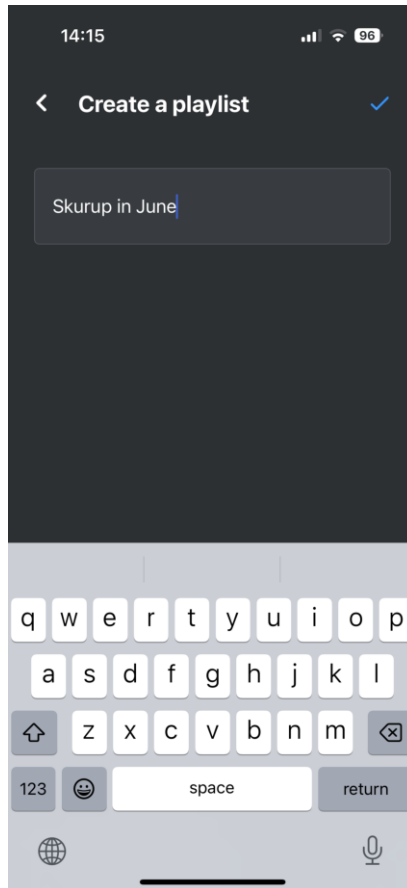 14:15
96
Create a playlist
Skurup in June
q w e r t y u i o p
a s d f g h j k l
z x c v b n m
123 space return